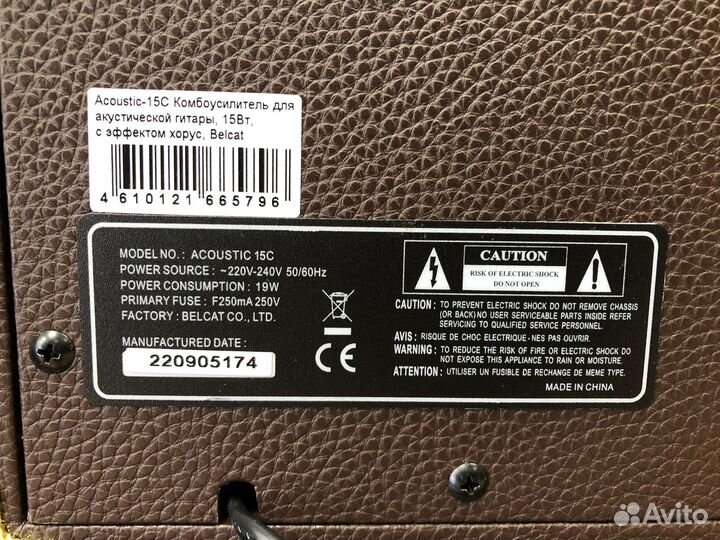 Acoustic-15C Комбоусилитель для
акустической гитары, 15Вт,
с эффектом хорус, Belcat
4 610121 665796
MODEL NO. : ACOUSTIC 15C
POWER SOURCE : ~220V-240V 50/60Hz
POWER CONSUMPTION : 19W
PRIMARY FUSE : F250mA 250V
FACTORY : BELCAT CO., LTD.
MANUFACTURED DATE :
220905174
CE
CAUTION
RISK OF ELECTRIC SHOCK
DO NOT OPEN
CAUTION : TO PREVENT ELECTRIC SHOCK DO NOT REMOVE CHASSIS
(OR BACK) NO USER SERVICEABLE PARTS INSIDE REFER
SERVICING TO QUALIFIED SERVICE PERSONNEL.
AVIS : RISQUE DE CHOC ELECTRIQUE - NES PAS OUVRIR.
WARNING : TO REDUCE THE RISK OF FIRE OR ELECTRIC SHOCK DO
NOT EXPOSE THIS APPLIANCE TO RAIN OR MOISTURE.
ATTENTION : UTILISER UN FUSIBLE DE RECHANGE DE MEME TYPE.
MADE IN CHINA
Avito